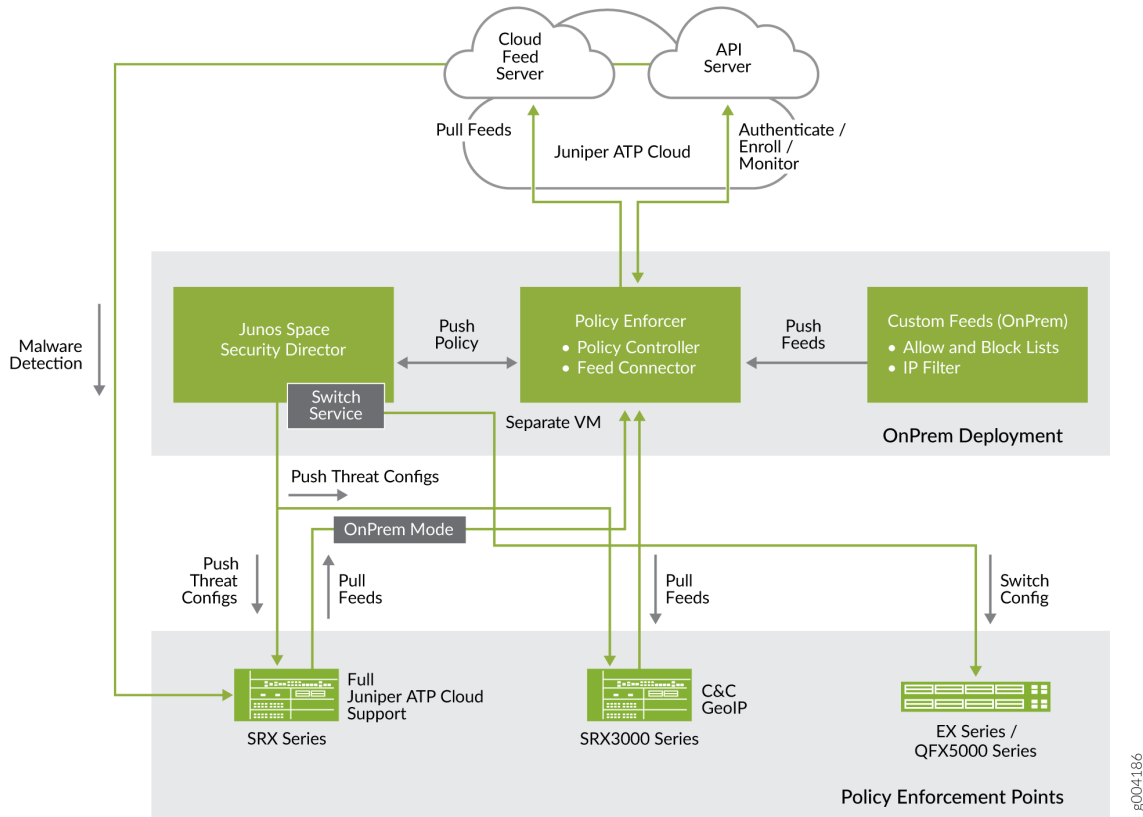 Cloud
Feed
Server
API
Server
Pull Feeds
Juniper ATP Cloud
Authenticate /
Enroll /
Monitor
Malware
Detection
Junos Space
Security Director
Switch
Service
Push
Policy
Policy Enforcer
• Policy Controller
• Feed Connector
Separate VM
Push
Feeds
Custom Feeds (OnPrem)
• Allow and Block Lists
• IP Filter
OnPrem Deployment
Push Threat Configs
OnPrem Mode
Push
Threat
Configs
Pull
Feeds
Pull
Feeds
Switch
Config
Full
Juniper ATP Cloud
Support
SRX Series
C&C
GeoIP
SRX3000 Series
EX Series /
QFX5000 Series
Policy Enforcement Points
g004186